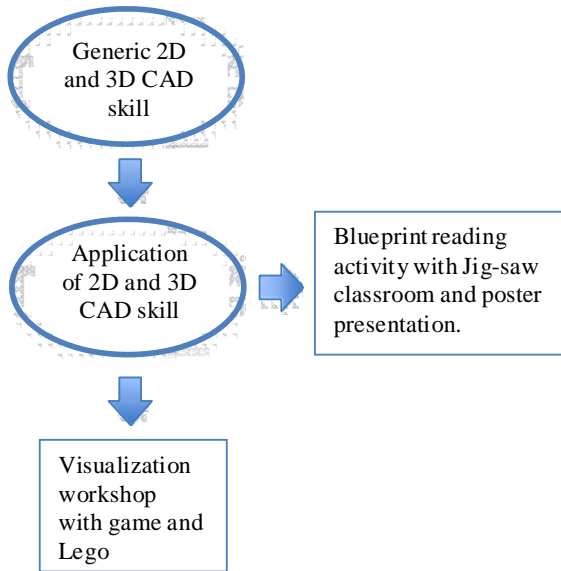 Generic 2D
and 3D CAD
skill
Application
of 2D and 3D
CAD skill
Blueprint reading
activity with Jig-saw
classroom and poster
presentation.
Visualization
workshop
with game and
Lego